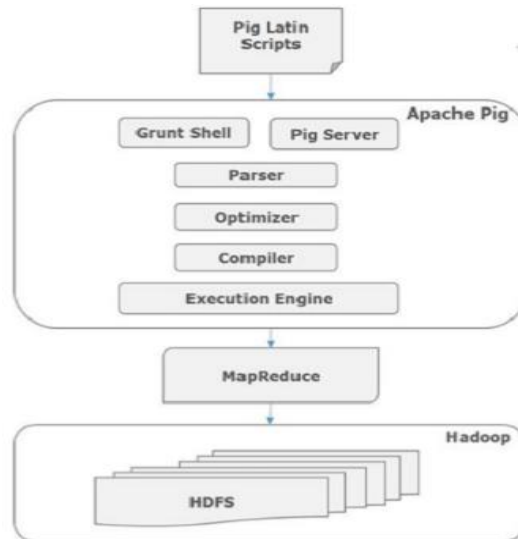 Pig Latin
Scripts
Apache Pig
Grunt Shell
Pig Server
Parser
Optimizer
Compiler
Execution Engine
MapReduce
Hadoop
HDFS